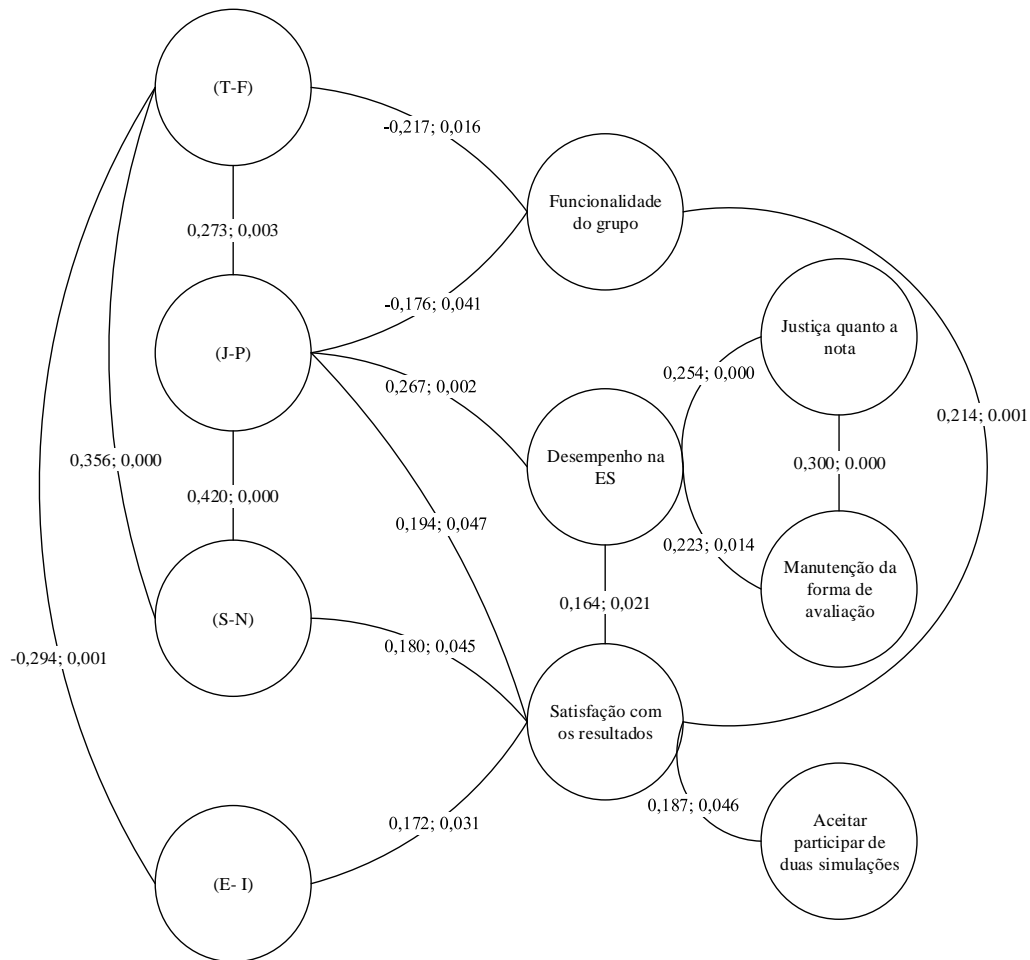 (T-F)
-0,217; 0,016
Funcionalidade
do grupo
0,273; 0,003
-0,176; 0,041
Justiça quanto a
nota
(J-P)
0,254; 0,000
0,267; 0,002
0,214; 0.001
Desempenho na
ES
0,356; 0,000
0,300; 0.000
0,420; 0,000
0,194; 0,047
0,223; 0,014
Manutenção da
forma de
avaliação
0,164; 0,021
(S-N)
0,180; 0,045
-0,294; 0,001
Satisfação com
os resultados
0,187; 0,046
0,172; 0,031
Aceitar
participar de
duas simulações
(E- I)